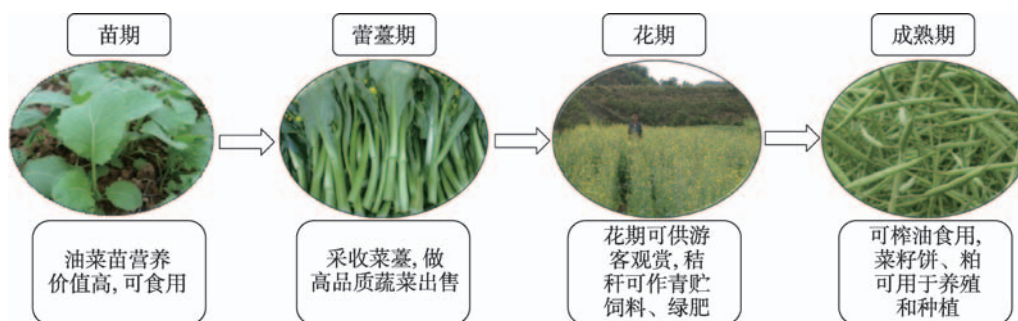 苗期
蕾薹期
花期
成熟期
油菜苗营养
价值高,可食用
采收菜薹,做
高品质蔬菜出售
花期可供游
客观赏,秸
秆可作青贮
饲料、绿肥
可榨油食用,
菜籽饼、粕
可用于养殖
和种植